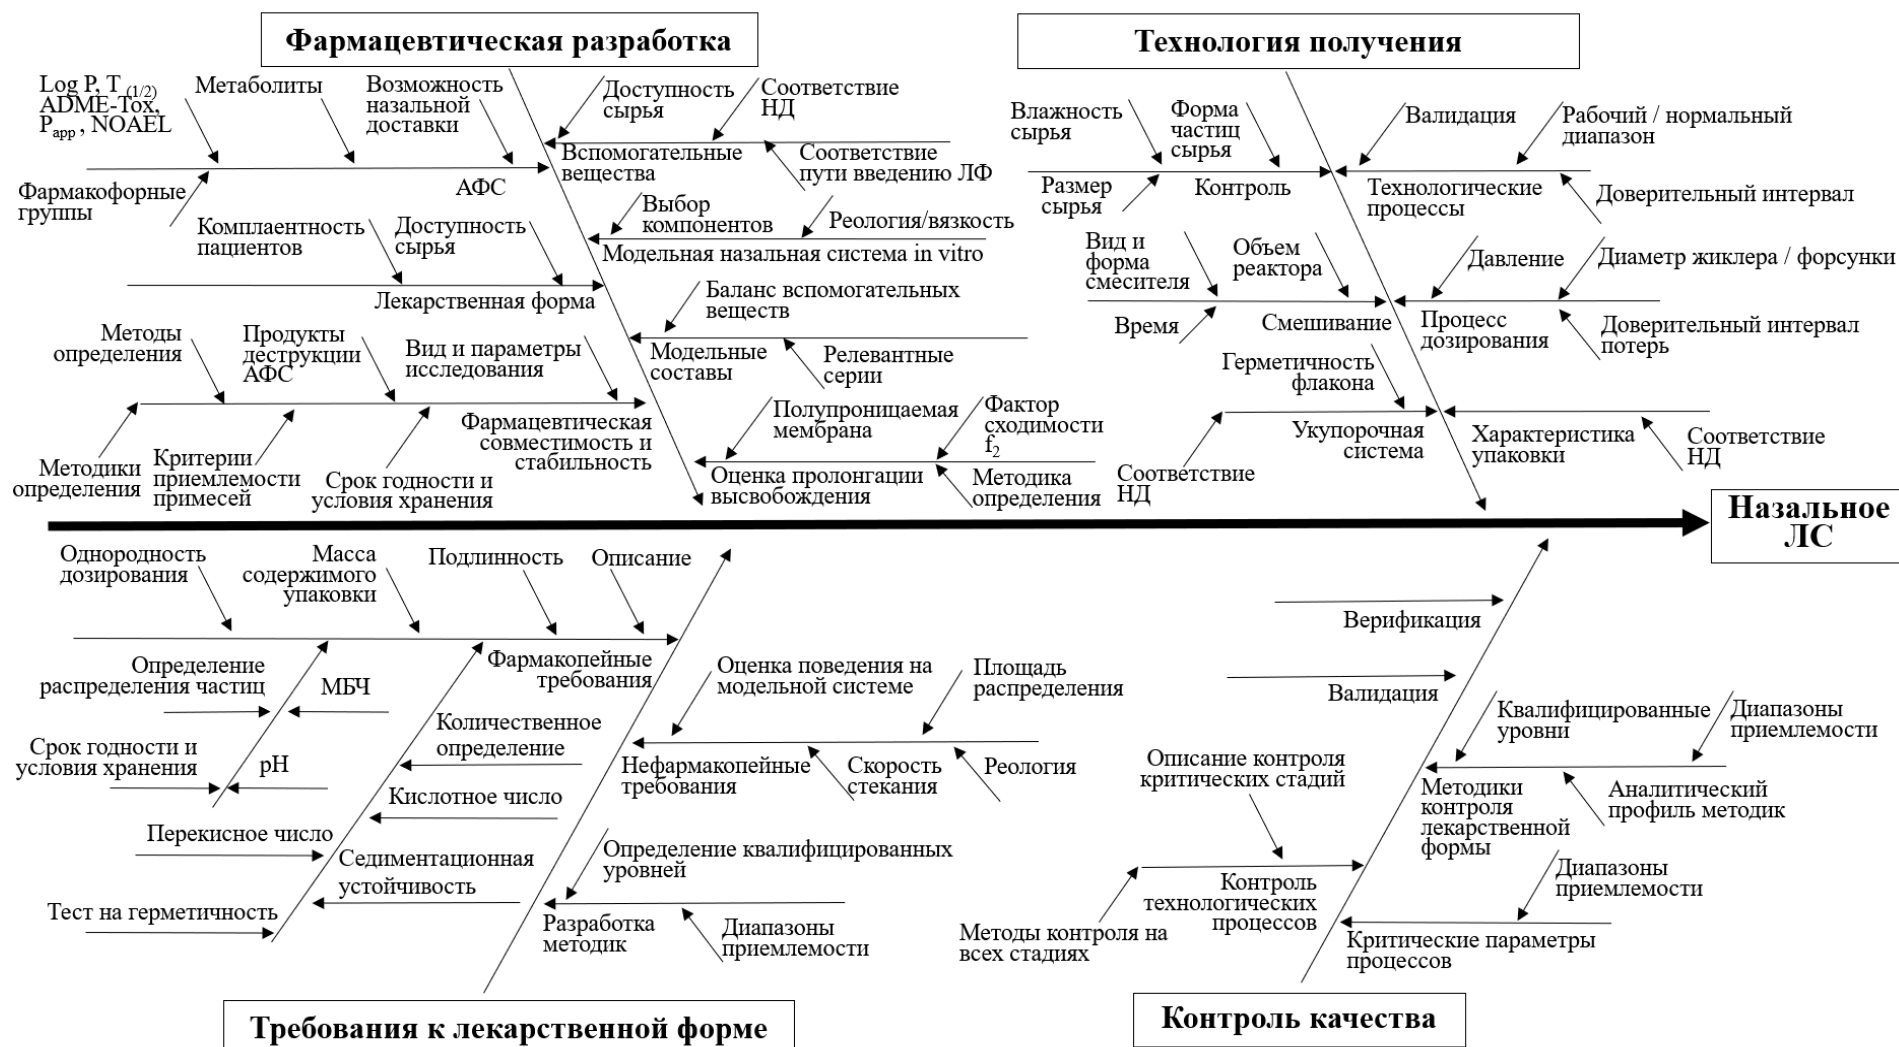 Фармацевтическая разработка
Log P, T (1/2)
ADME-Tox,
Papp , NOAEL
Метаболиты
Возможность
назальной
доставки
АФС
Фармакофорные
группы
Доступность
сырья
Соответствие
НД
Вспомогательные
вещества
Соответствие
пути введению ЛФ
Комплаентность
пациентов
Доступность
сырья
Лекарственная форма
Выбор
компонентов
Реология/вязкость
Модельная назальная система in vitro
Методы
определения
Продукты
деструкции
АФС
Вид и параметры
исследования
Фармацевтическая
совместимость и
стабильность
Методики
определения
Критерии
приемлемости
примесей
Срок годности и
условия хранения
Баланс вспомогательных
веществ
Модельные
составы
Релевантные
серии
Полупроницаемая
мембрана
Фактор
сходимости
f2
Оценка пролонгации
высвобождения
Методика
определения
Технология получения
Влажность
сырья
Форма
частиц
сырья
Размер
сырья
Контроль
Валидация
Рабочий / нормальный
диапазон
Технологические
процессы
Доверительный интервал
Вид и
форма
смесителя
Объем
реактора
Время
Смешивание
Давление
Диаметр жиклера / форсунки
Процесс
дозирования
Доверительный интервал
потерь
Герметичность
флакона
Укупорочная
система
Соответствие
НД
Характеристика
упаковки
Соответствие
НД
Назальное
ЛС
Однородность
дозирования
Масса
содержимого
упаковки
Подлинность
Описание
Фармакопейные
требования
Определение
распределения частиц
МБЧ
Срок годности и
условия хранения
pH
Количественное
определение
Кислотное число
Перекисное число
Седиментационная
устойчивость
Тест на герметичность
Оценка поведения на
модельной системе
Площадь
распределения
Нефармакопейные
требования
Скорость
стекания
Реология
Определение квалифицированных
уровней
Разработка
методик
Диапазоны
приемлемости
Требования к лекарственной форме
Верификация
Валидация
Квалифицированные
уровни
Диапазоны
приемлемости
Методики
контроля
лекарственной
формы
Аналитический
профиль методик
Описание контроля
критических стадий
Контроль
технологических
процессов
Методы контроля на
всех стадиях
Диапазоны
приемлемости
Критические параметры
процессов
Контроль качества